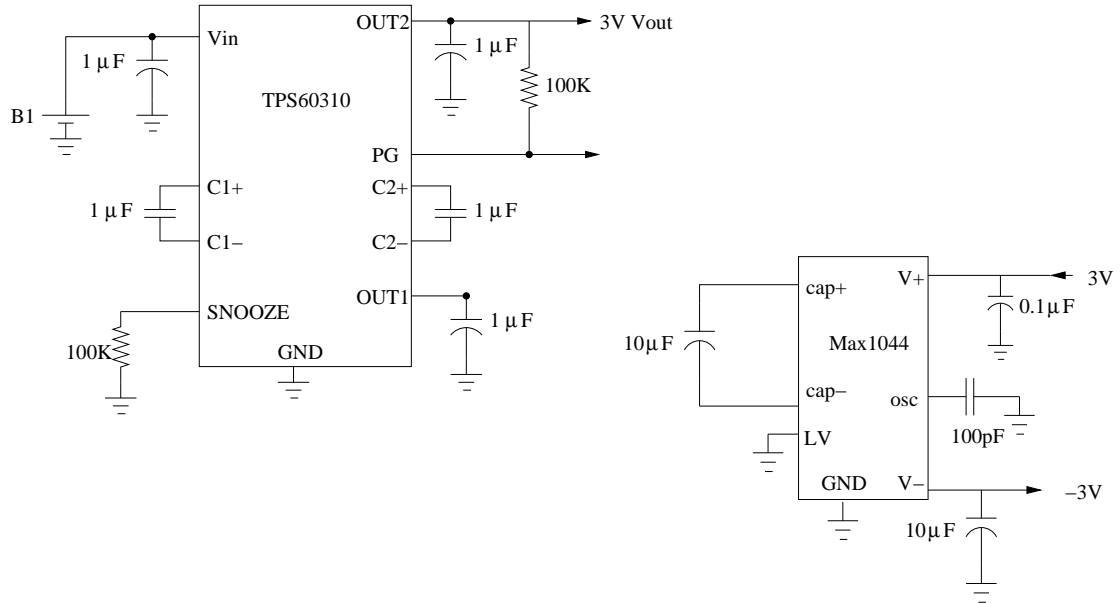 OUT2
3V Vout
Vin
1 µF
1 µF
100K
TPS60310
B1
PG
C1+
C2+
1 µF
1 µF
C1−
C2−
OUT1
SNOOZE
1 µF
100K
GND
cap+
V+
3V
0.1µF
10µF
Max1044
cap−
osc
LV
100pF
GND
V−
−3V
10µF